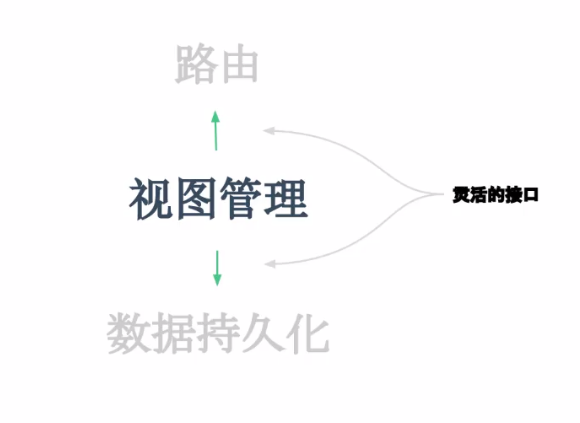 路由
视图管理
灵活的接口
数据持久化